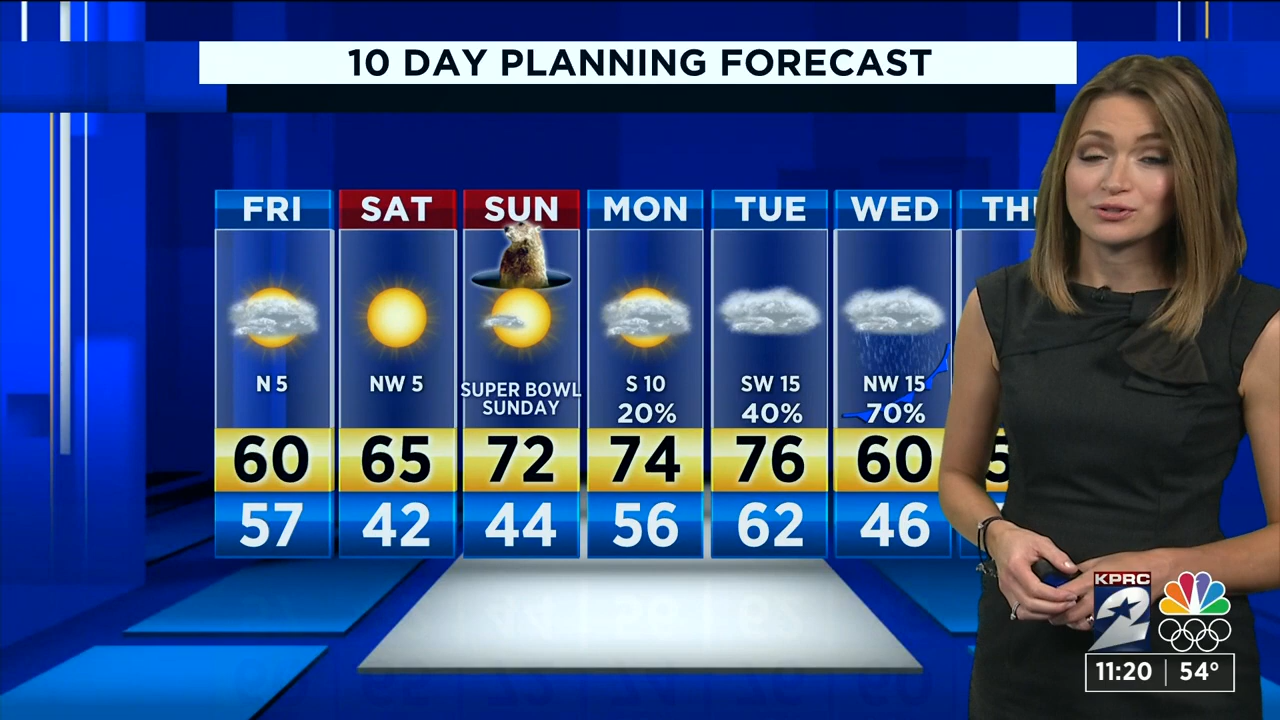 10 DAY PLANNING FORECAST
FRI SAT SUN MON TUE WED THU
N 5 NW 5 SUPER BOWL SUNDAY S 10 SW 15 NW 15
20% 40% 70%
60 65 72 74 76 60 5
57 42 44 56 62 46
KPRC
2
11:20 54°